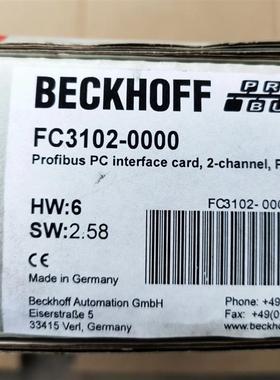 BECKHOFF
FC3102-0000
Profibus PC interface card, 2-channel, P
HW:6
SW:2.58
FC3102-000
CE
Made in Germany
Beckhoff Automation GmbH
Eiserstraße 5
33415 Verl, Germany
Phone: +49
Fax: +49(0
www.beckho